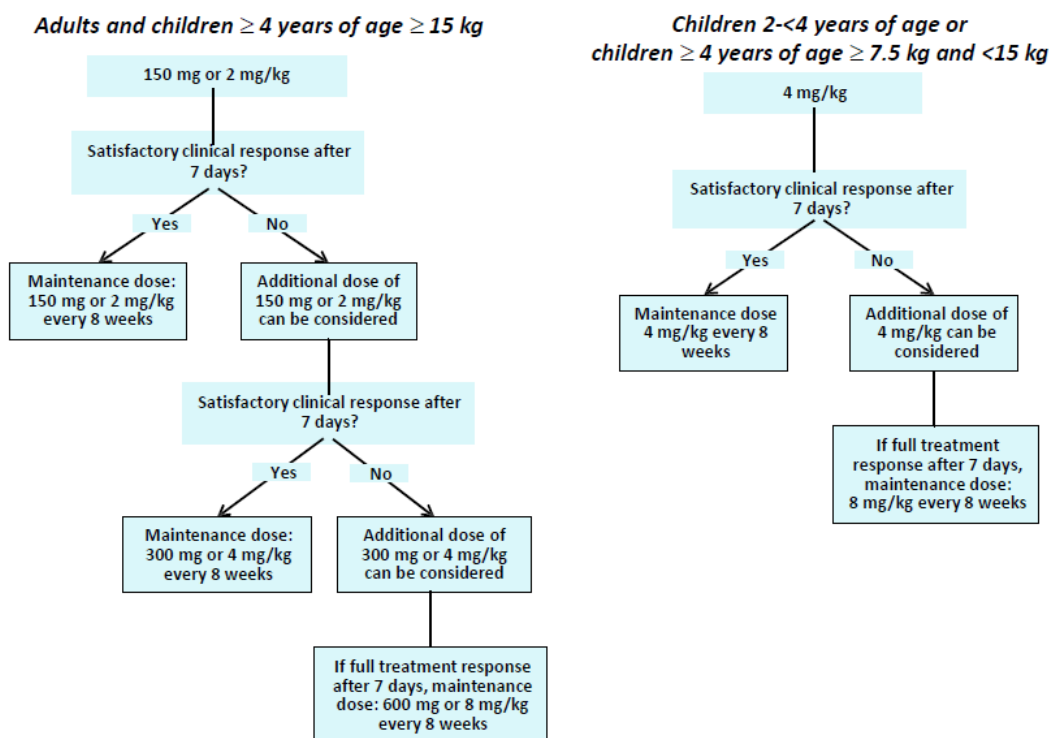 Adults and children ≥ 4 years of age ≥ 15 kg
150 mg or 2 mg/kg
Satisfactory clinical response after
7 days?
Yes
No
Maintenance dose:
150 mg or 2 mg/kg
every 8 weeks
Additional dose of
150 mg or 2 mg/kg
can be considered
Satisfactory clinical response after
7 days?
Yes
No
Maintenance dose:
300 mg or 4 mg/kg
every 8 weeks
Additional dose of
300 mg or 4 mg/kg
can be considered
If full treatment response
after 7 days, maintenance
dose: 600 mg or 8 mg/kg
every 8 weeks
Children 2-<4 years of age or
children ≥ 4 years of age ≥ 7.5 kg and <15 kg
4 mg/kg
Satisfactory clinical response after
7 days?
Yes
No
Maintenance dose
4 mg/kg every 8
weeks
Additional dose of
4 mg/kg can be
considered
If full treatment
response after 7 days,
maintenance dose:
8 mg/kg every 8 weeks